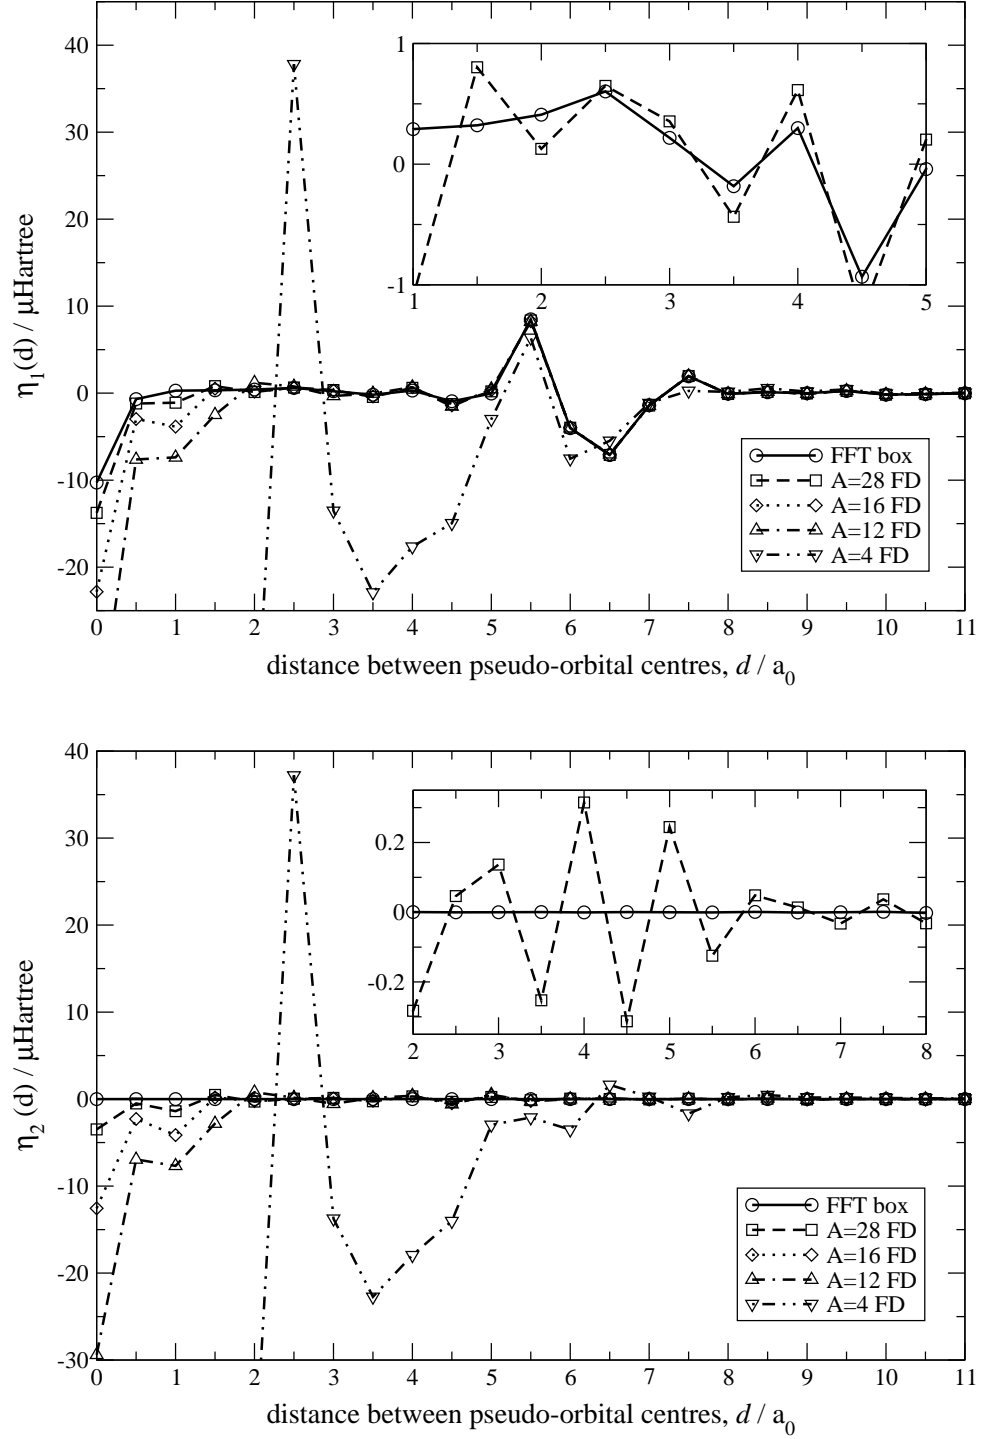 40
30
20
10
0
-10
-20
η1(d) / μHartree
1
0
-1
1 2 3 4 5
FFT box
A=28 FD
A=16 FD
A=12 FD
A=4 FD
0 1 2 3 4 5 6 7 8 9 10 11
distance between pseudo-orbital centres, d / a0
40
30
20
10
0
-10
-20
-30
η2(d) / μHartree
0.2
0
-0.2
2 3 4 5 6 7 8
FFT box
A=28 FD
A=16 FD
A=12 FD
A=4 FD
0 1 2 3 4 5 6 7 8 9 10 11
distance between pseudo-orbital centres, d / a0